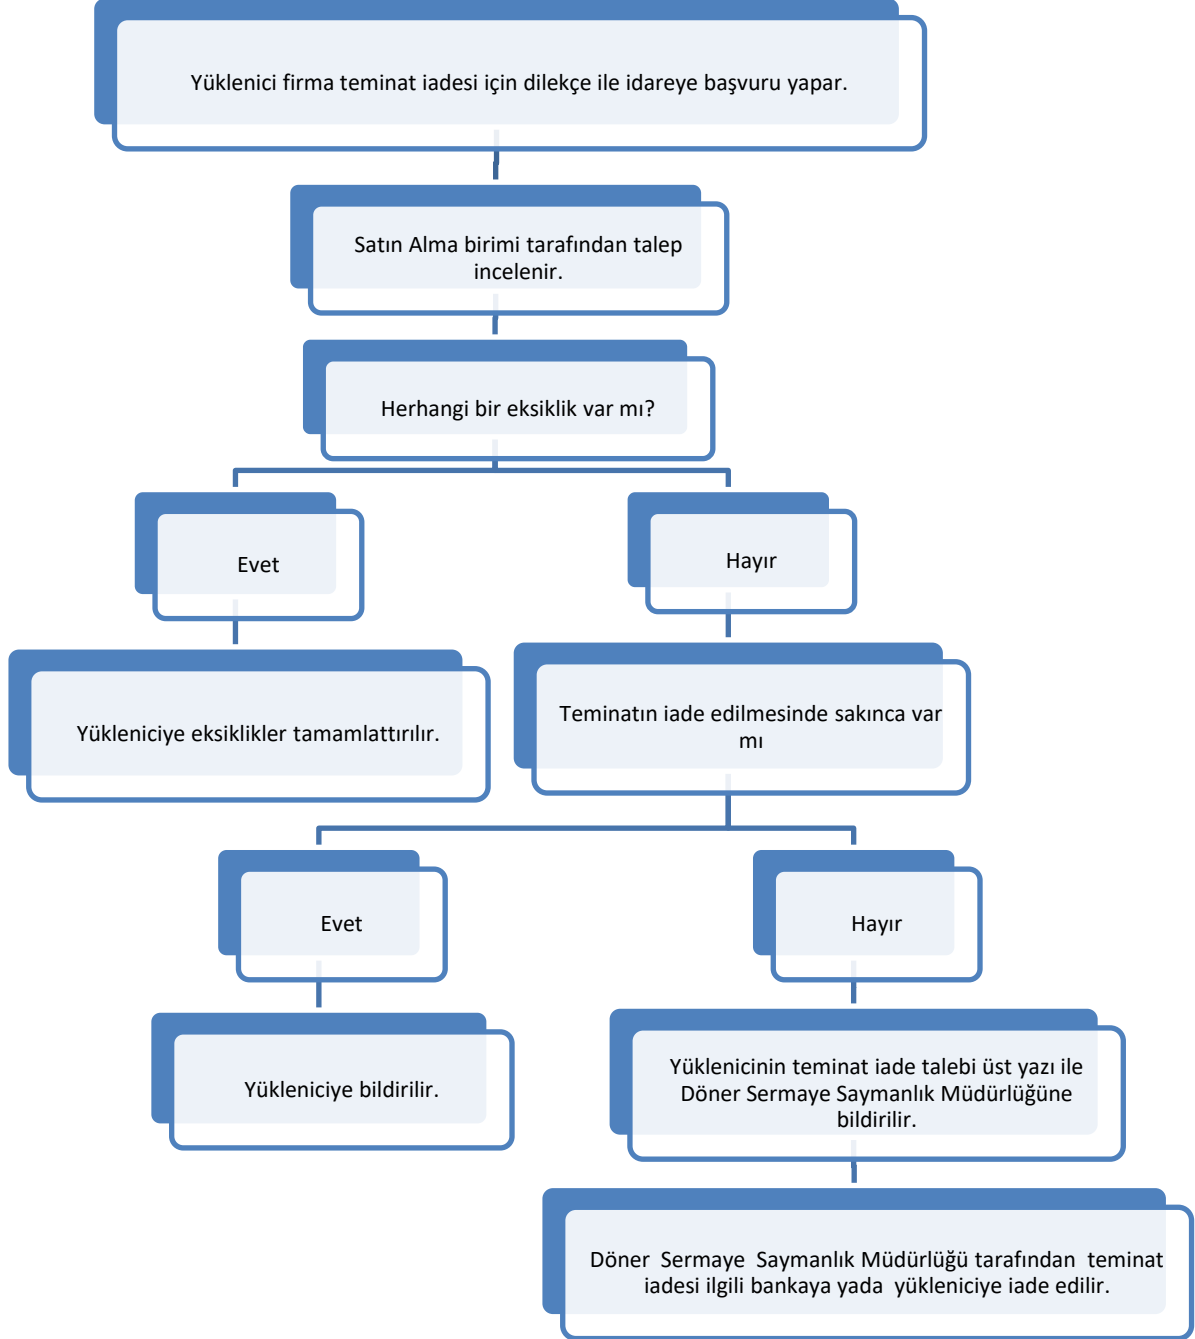 Yüklenici firma teminat iadesi için dilekçe ile idareye başvuru yapar.
Satın Alma birimi tarafından talep
incelenir.
Herhangi bir eksiklik var mı?
Evet
Hayır
Yükleniciye eksiklikler tamamlattırılır.
Teminatın iade edilmesinde sakınca var
mı
Evet
Hayır
Yükleniciye bildirilir.
Yüklenicinin teminat iade talebi üst yazı ile
Döner Sermaye Saymanlık Müdürlüğüne
bildirilir.
Döner Sermaye Saymanlık Müdürlüğü tarafından teminat
iadesi ilgili bankaya yada yükleniciye iade edilir.